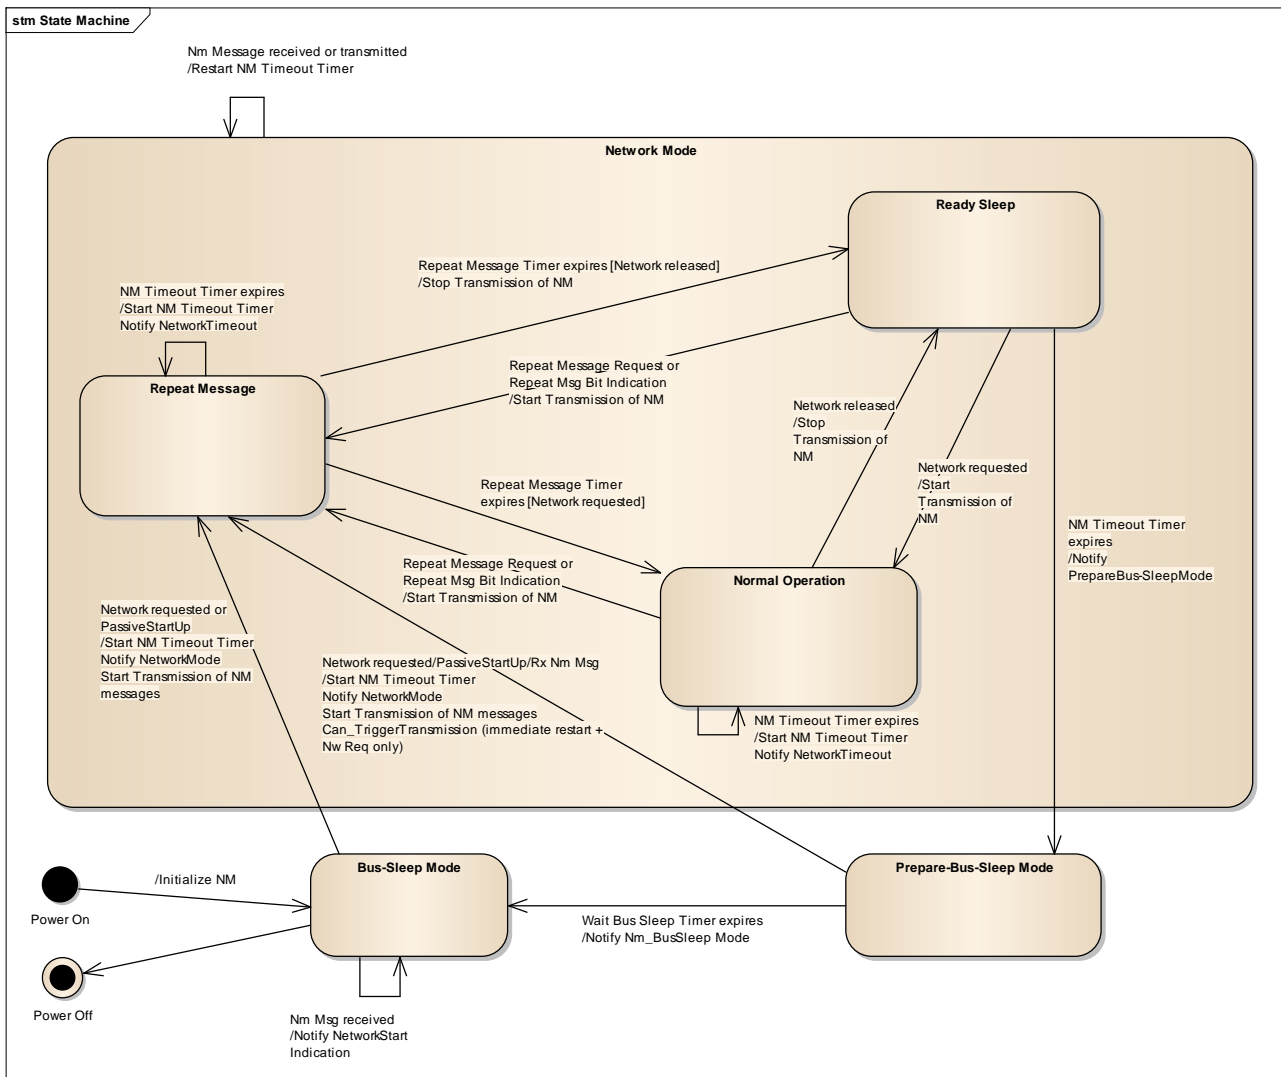 stm State Machine
Nm Message received or transmitted
/Restart NM Timeout Timer
Network Mode
Ready Sleep
Repeat Message Timer expires [Network released]
/Stop Transmission of NM
NM Timeout Timer expires
/Start NM Timeout Timer
Notify NetworkTimeout
Repeat Message
Repeat Message Request or
Repeat Msg Bit Indication
/Start Transmission of NM
Network released
/Stop
Transmission of
NM
Network requested
/Start
Transmission of
NM
Repeat Message Timer
expires [Network requested]
NM Timeout Timer
expires
/Notify
PrepareBus-SleepMode
Repeat Message Request or
Repeat Msg Bit Indication
/Start Transmission of NM
Normal Operation
Network requested or
PassiveStartUp
/Start NM Timeout Timer
Notify NetworkMode
Start Transmission of NM
messages
Network requested/PassiveStartUp/Rx Nm Msg
/Start NM Timeout Timer
Notify NetworkMode
Start Transmission of NM messages
Can_TriggerTransmission (immediate restart +
Nw Req only)
NM Timeout Timer expires
/Start NM Timeout Timer
Notify NetworkTimeout
Bus-Sleep Mode
Prepare-Bus-Sleep Mode
/Initialize NM
Power On
Wait Bus Sleep Timer expires
/Notify Nm_BusSleep Mode
Power Off
Nm Msg received
/Notify NetworkStart
Indication